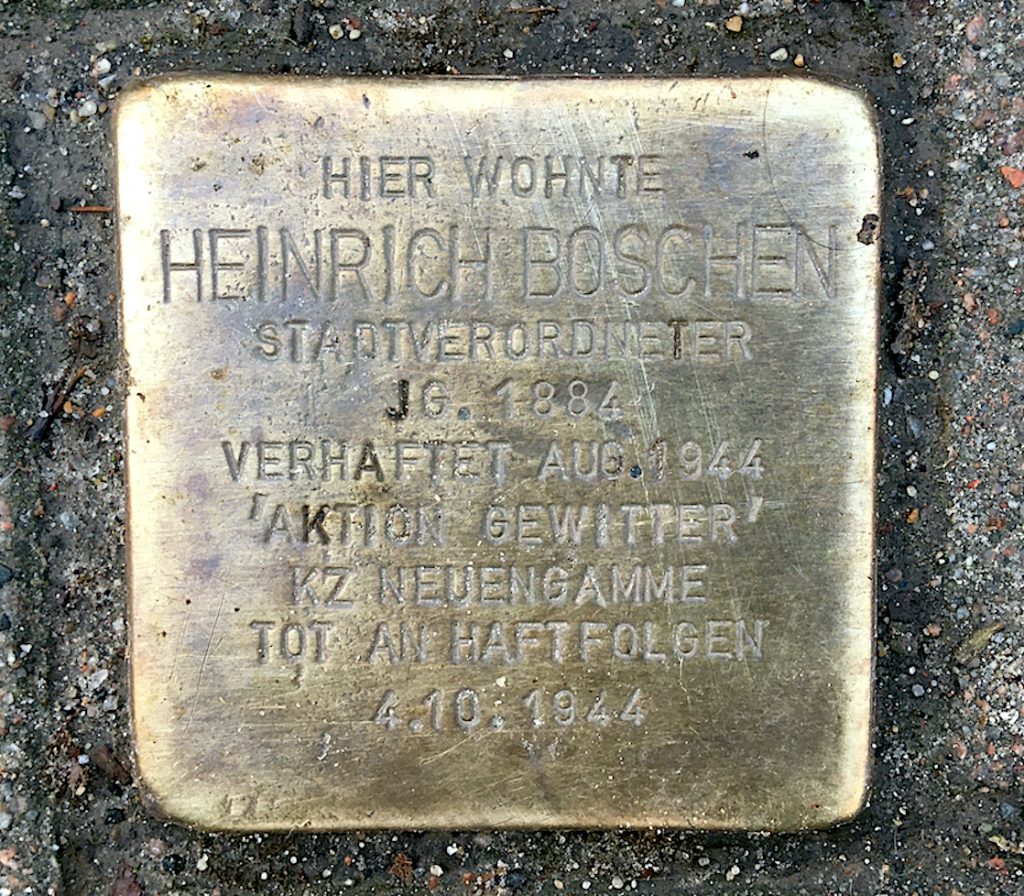 HIER WOHNTE
HEINRICH BOSCHEN
STADTVERORDNETER
JG. 1884
VERHAFTET AUG.1944
'AKTION GEWITTER'
KZ NEUENGAMME
TOT AN HAFTFOLGEN
4.10.1944